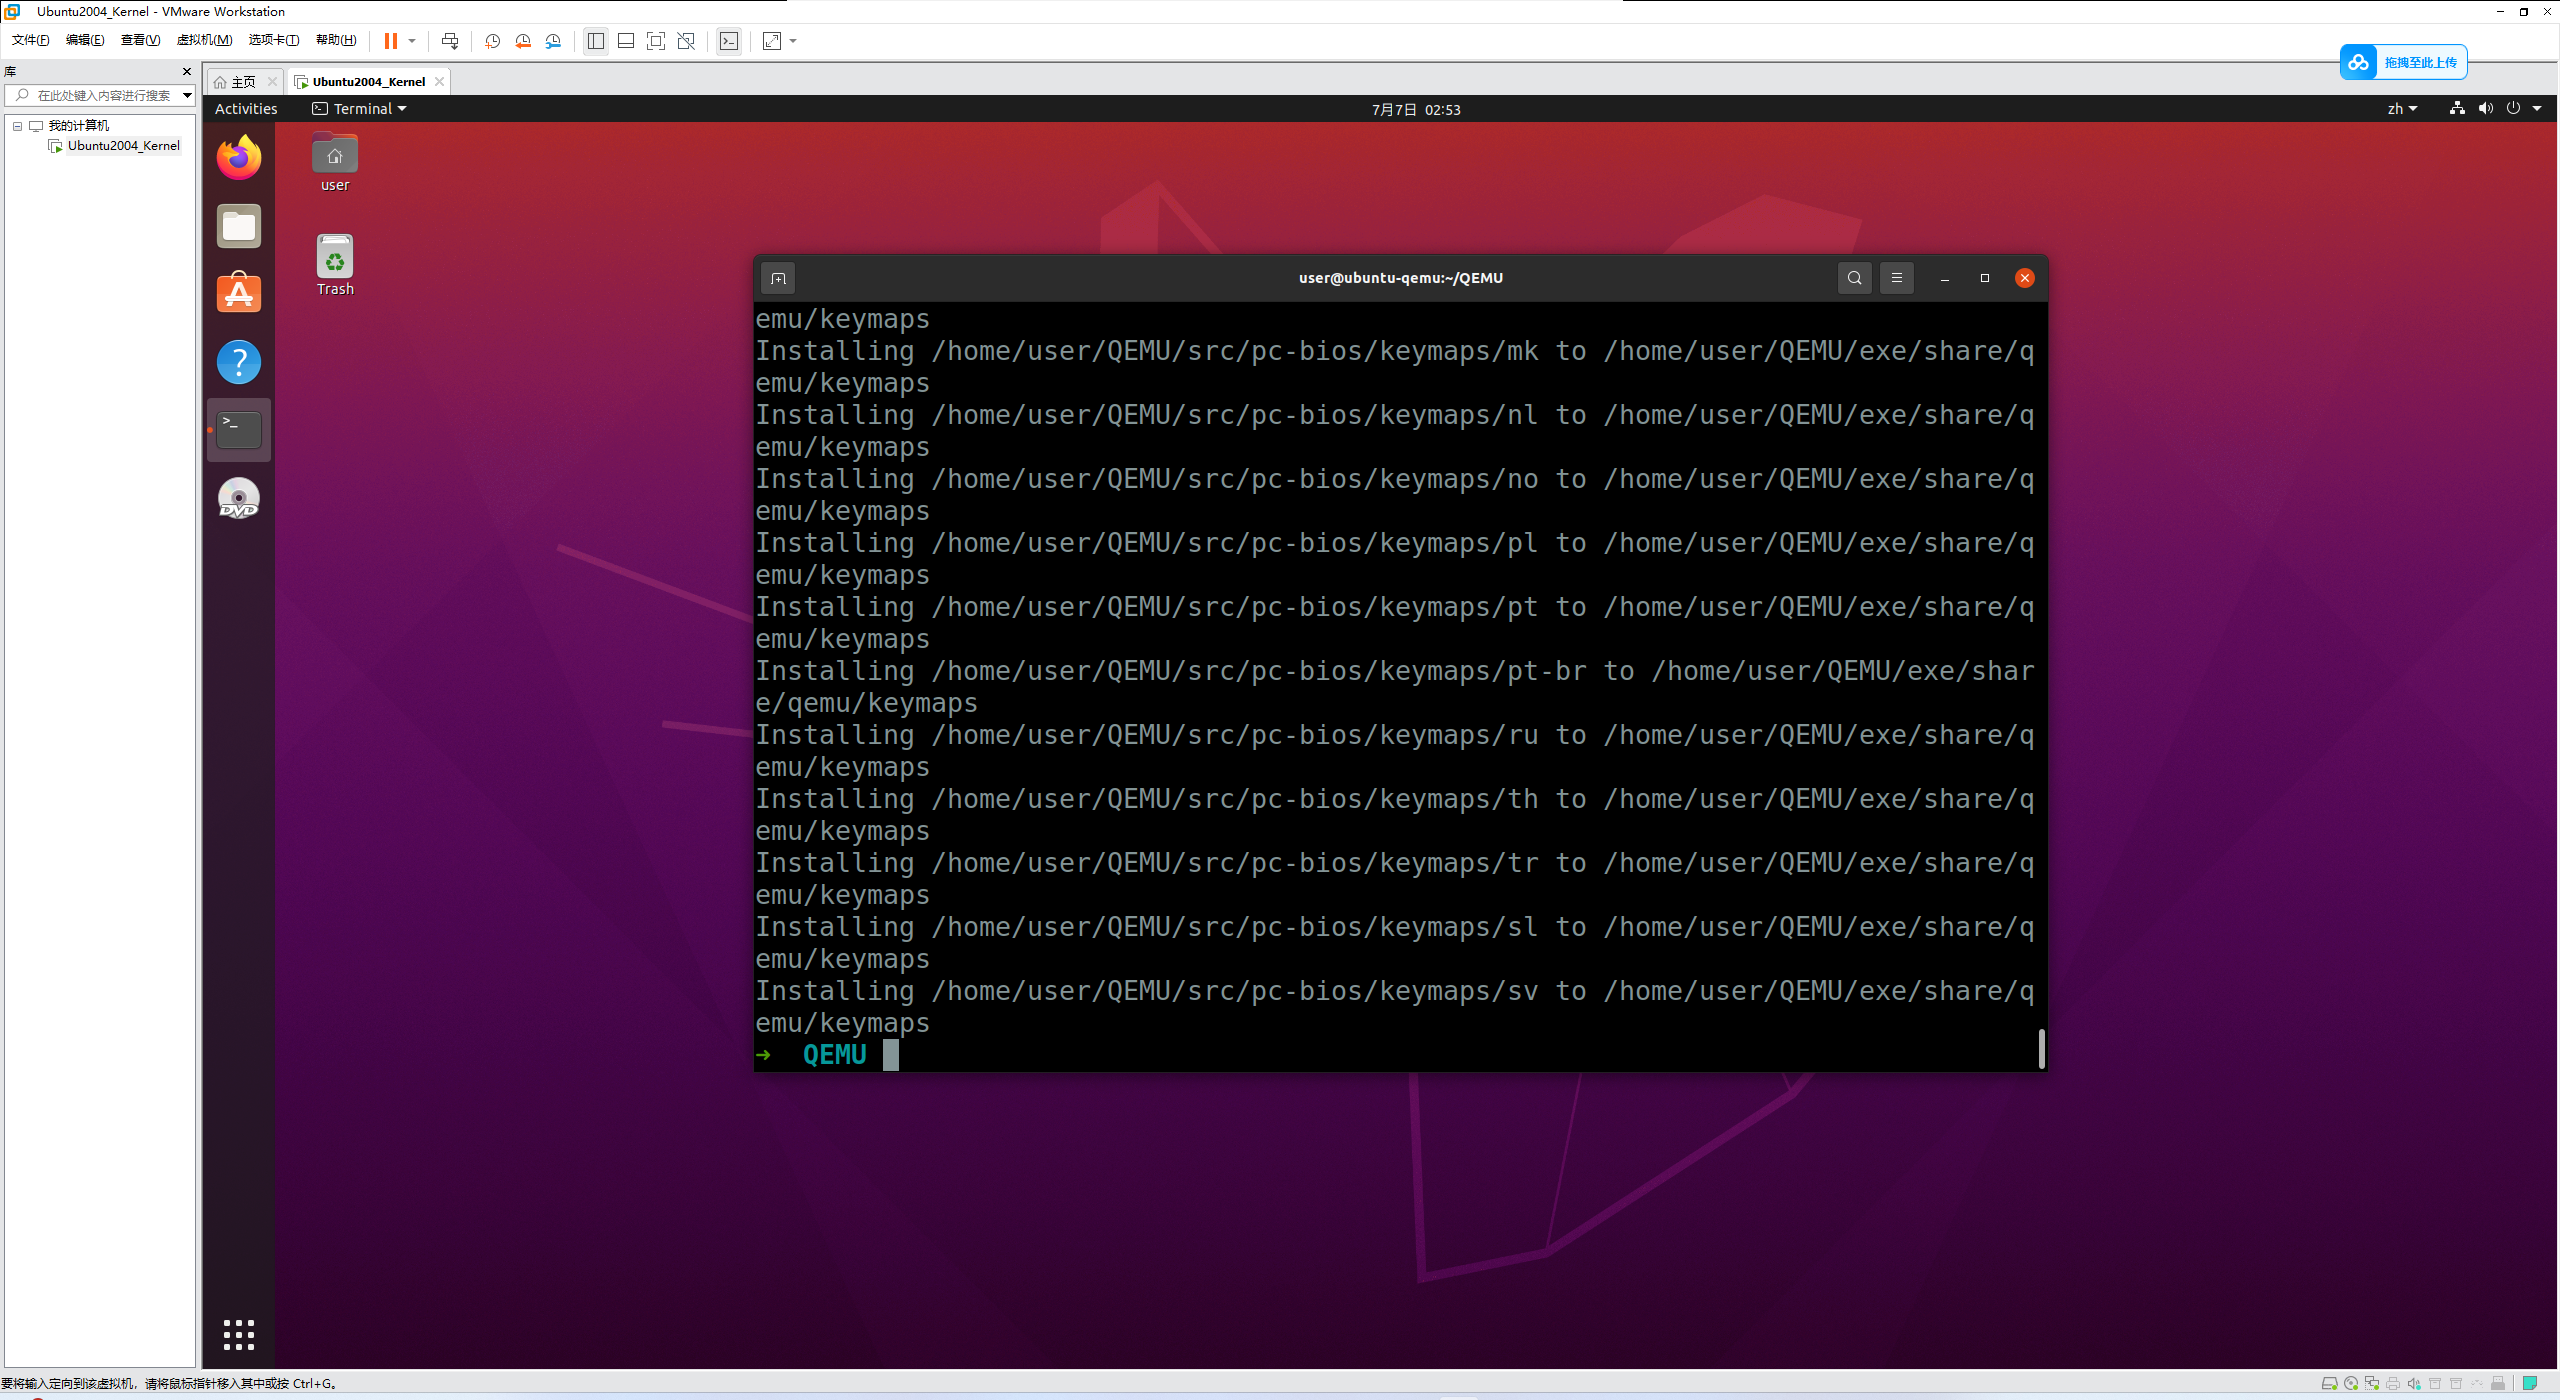 Ubuntu2004_Kernel - VMware Workstation
文件(F) 编辑(E) 查看(V) 虚拟机(M) 选项卡(T) 帮助(H)
拖拽至此上传
库
主页
Ubuntu2004_Kernel
在此处键入内容进行搜索
我的计算机
Ubuntu2004_Kernel
Activities
Terminal
7月7日 02:53
zh
user
Trash
DVD
user@ubuntu-qemu:~/QEMU
emu/keymaps
Installing /home/user/QEMU/src/pc-bios/keymaps/mk to /home/user/QEMU/exe/share/q
emu/keymaps
Installing /home/user/QEMU/src/pc-bios/keymaps/nl to /home/user/QEMU/exe/share/q
emu/keymaps
Installing /home/user/QEMU/src/pc-bios/keymaps/no to /home/user/QEMU/exe/share/q
emu/keymaps
Installing /home/user/QEMU/src/pc-bios/keymaps/pl to /home/user/QEMU/exe/share/q
emu/keymaps
Installing /home/user/QEMU/src/pc-bios/keymaps/pt to /home/user/QEMU/exe/share/q
emu/keymaps
Installing /home/user/QEMU/src/pc-bios/keymaps/pt-br to /home/user/QEMU/exe/shar
e/qemu/keymaps
Installing /home/user/QEMU/src/pc-bios/keymaps/ru to /home/user/QEMU/exe/share/q
emu/keymaps
Installing /home/user/QEMU/src/pc-bios/keymaps/th to /home/user/QEMU/exe/share/q
emu/keymaps
Installing /home/user/QEMU/src/pc-bios/keymaps/tr to /home/user/QEMU/exe/share/q
emu/keymaps
Installing /home/user/QEMU/src/pc-bios/keymaps/sl to /home/user/QEMU/exe/share/q
emu/keymaps
Installing /home/user/QEMU/src/pc-bios/keymaps/sv to /home/user/QEMU/exe/share/q
emu/keymaps
➜ QEMU
要将输入定向到该虚拟机，请将鼠标指针移入其中或按 Ctrl+G。